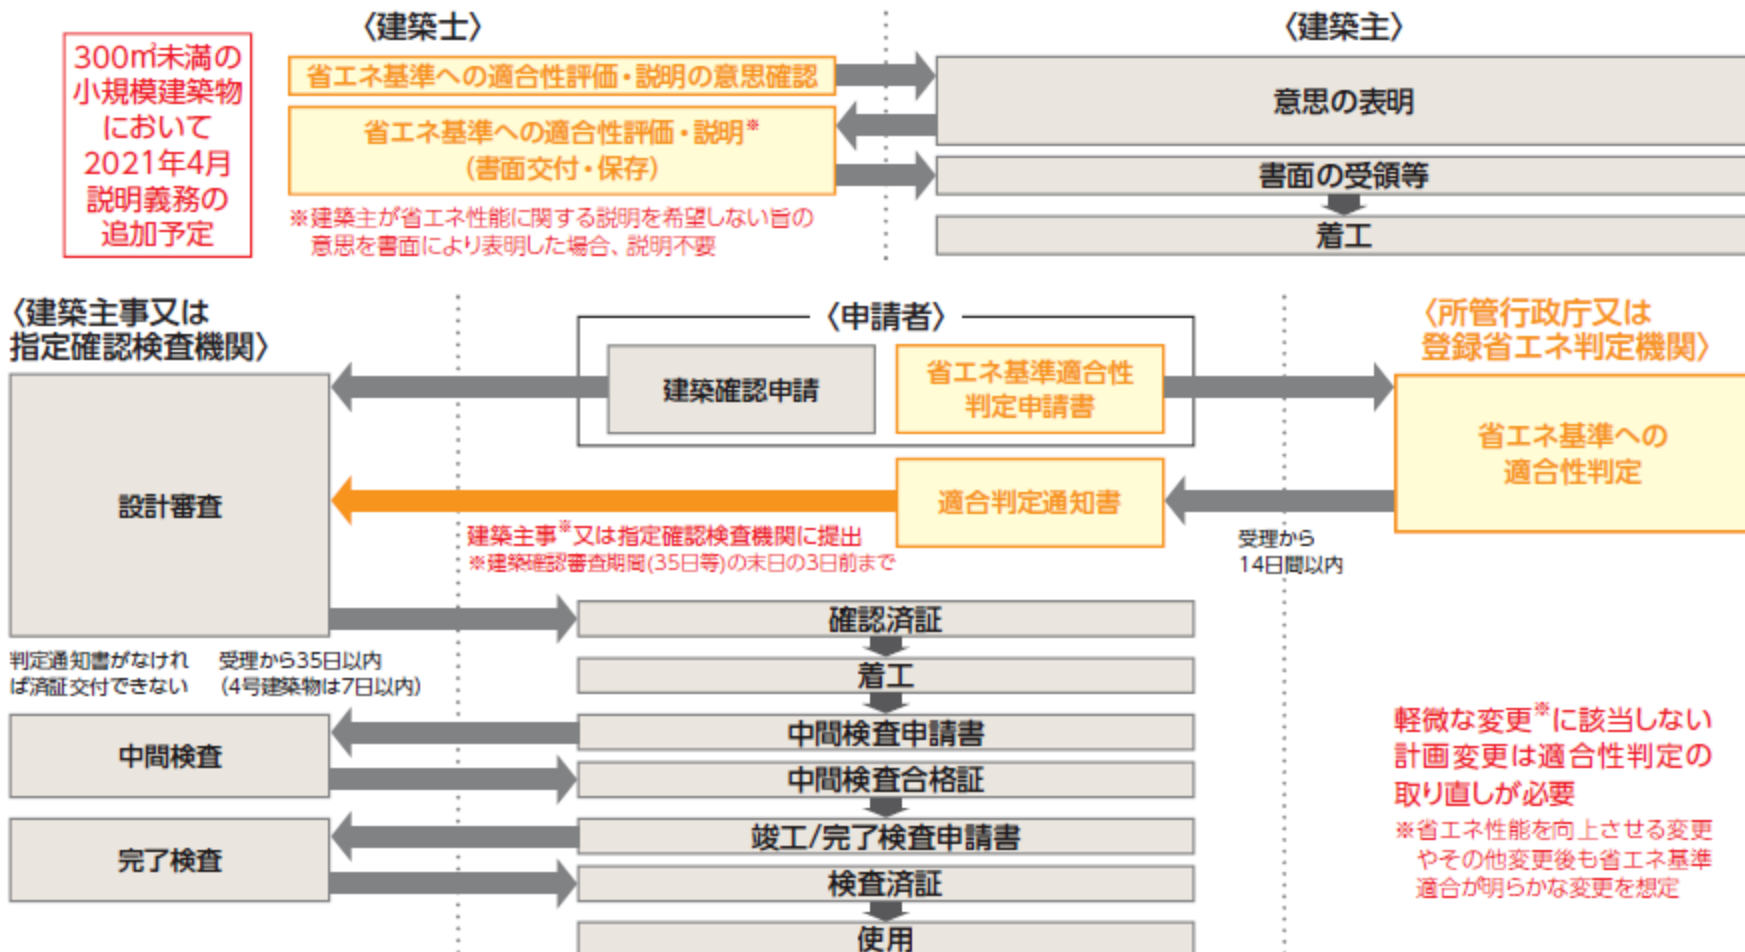 〈建築士〉
〈建築主〉
300㎡未満の
小規模建築物
において
2021年4月
説明義務の
追加予定
省エネ基準への適合性評価・説明の意思確認
意思の表明
省エネ基準への適合性評価・説明※
(書面交付・保存)
書面の受領等
※建築主が省エネ性能に関する説明を希望しない旨の
意思を書面により表明した場合、説明不要
着工
〈建築主事又は
指定確認検査機関〉
〈申請者〉
〈所管行政庁又は
登録省エネ判定機関〉
建築確認申請
省エネ基準適合性
判定申請書
省エネ基準への
適合性判定
設計審査
適合判定通知書
建築主事※又は指定確認検査機関に提出
※建築確認審査期間(35日等)の末日の3日前まで
受理から
14日間以内
確認済証
判定通知書がなけれ
ば済証交付できない
受理から35日以内
(4号建築物は7日以内)
着工
中間検査
中間検査申請書
中間検査合格証
軽微な変更※に該当しない
計画変更は適合性判定の
取り直しが必要
※省エネ性能を向上させる変更
やその他変更後も省エネ基準
適合が明らかな変更を想定
完了検査
竣工/完了検査申請書
検査済証
使用